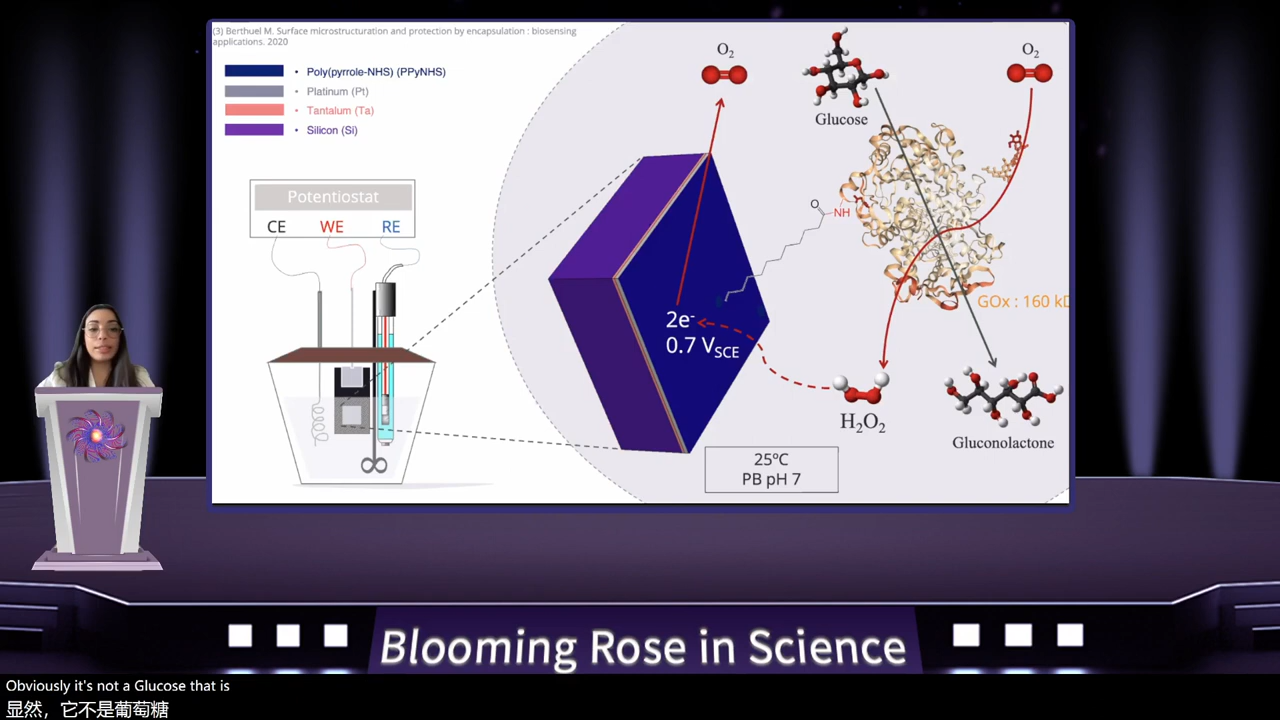 (3) Berthuel M. Surface microstructuration and protection by encapsulation : biosensing
applications. 2020
• Poly(pyrrole-NHS) (PPyNHS)
• Platinum (Pt)
• Tantalum (Ta)
• Silicon (Si)
Potentiostat
CE WE RE
O₂
Glucose
O₂
O
NH
GOx : 160 kD
2e⁻
0.7 V_SCE
H₂O₂
Gluconolactone
25°C
PB pH 7
Blooming Rose in Science
Obviously it's not a Glucose that is
显然，它不是葡萄糖